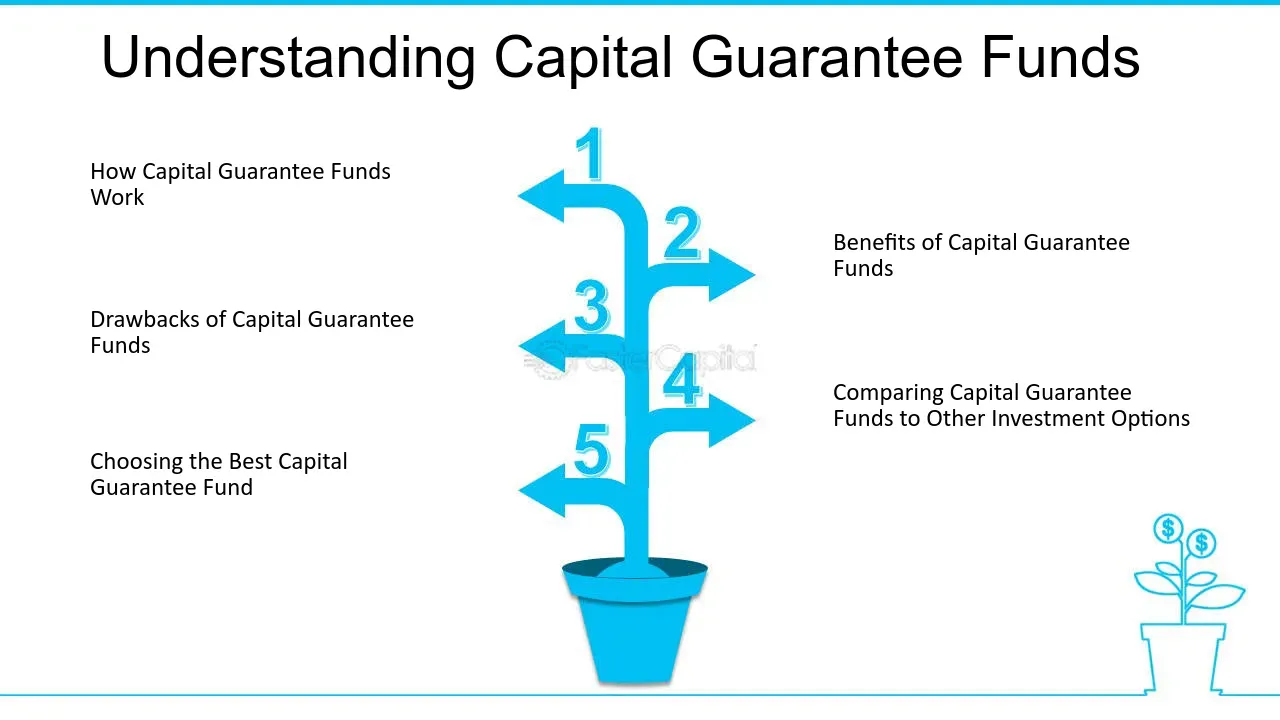 Understanding Capital Guarantee Funds
1
How Capital Guarantee Funds
Work
2
Benefits of Capital Guarantee
Funds
3
Drawbacks of Capital Guarantee
Funds
FasterCapital
4
Comparing Capital Guarantee
Funds to Other Investment Options
5
Choosing the Best Capital
Guarantee Fund
$
$